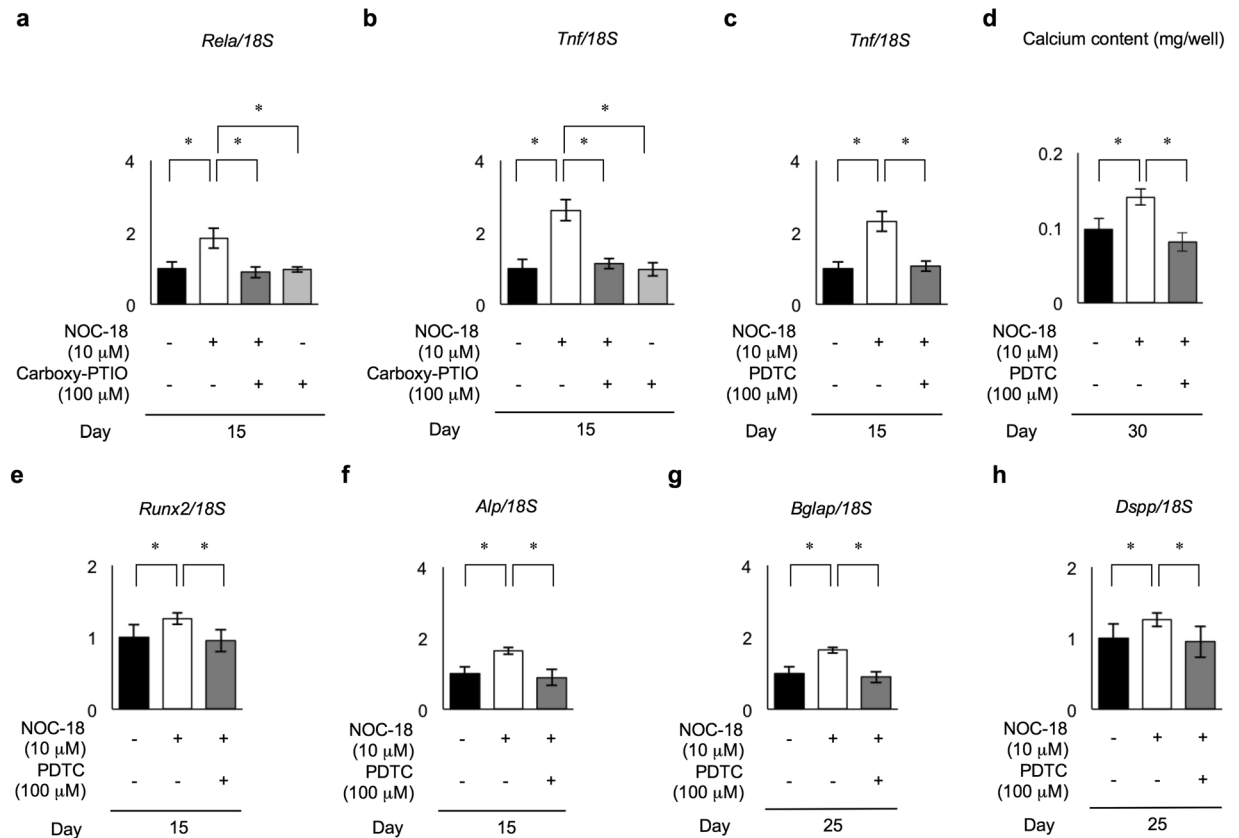 a
Rela/18S
*
* *
4
2
0
NOC-18
(10 μM)
- + + -
Carboxy-PTIO
(100 μM)
- - + +
Day
15
b
Tnf/18S
*
* *
4
2
0
NOC-18
(10 μM)
- + + -
Carboxy-PTIO
(100 μM)
- - + +
Day
15
c
Tnf/18S
* *
4
2
0
NOC-18
(10 μM)
- + +
PDTC
(100 μM)
- - +
Day
15
d
Calcium content (mg/well)
* *
0.2
0.1
0
NOC-18
(10 μM)
- + +
PDTC
(100 μM)
- - +
Day
30
e
Runx2/18S
* *
2
1
0
NOC-18
(10 μM)
- + +
PDTC
(100 μM)
- - +
Day
15
f
Alp/18S
* *
4
2
0
NOC-18
(10 μM)
- + +
PDTC
(100 μM)
- - +
Day
15
g
Bglap/18S
* *
4
2
0
NOC-18
(10 μM)
- + +
PDTC
(100 μM)
- - +
Day
25
h
Dspp/18S
* *
2
1
0
NOC-18
(10 μM)
- + +
PDTC
(100 μM)
- - +
Day
25